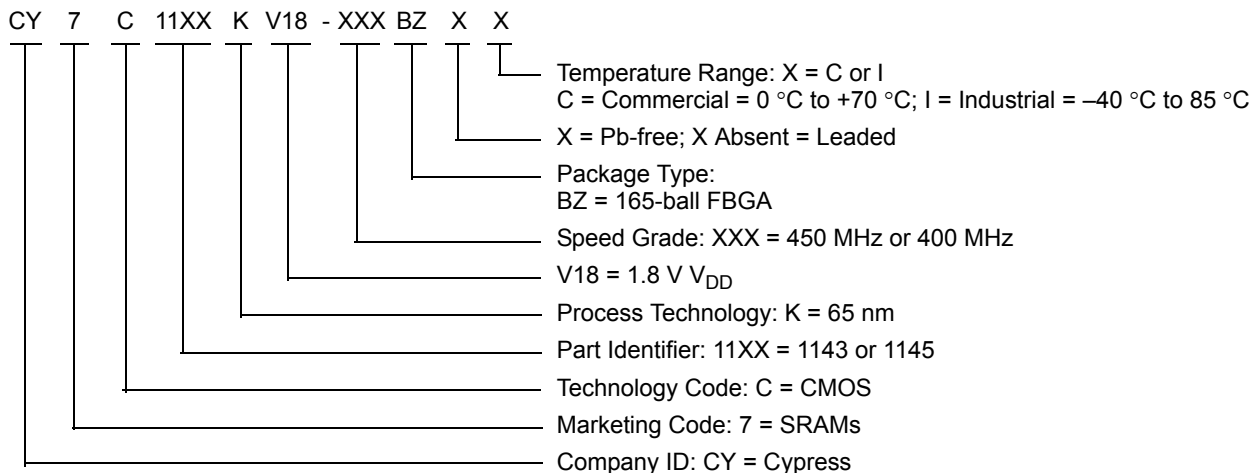 CY 7 C 11XX K V18 - XXX BZ X X
Temperature Range: X = C or I
C = Commercial = 0 °C to +70 °C; I = Industrial = –40 °C to 85 °C
X = Pb-free; X Absent = Leaded
Package Type:
BZ = 165-ball FBGA
Speed Grade: XXX = 450 MHz or 400 MHz
V18 = 1.8 V VDD
Process Technology: K = 65 nm
Part Identifier: 11XX = 1143 or 1145
Technology Code: C = CMOS
Marketing Code: 7 = SRAMs
Company ID: CY = Cypress